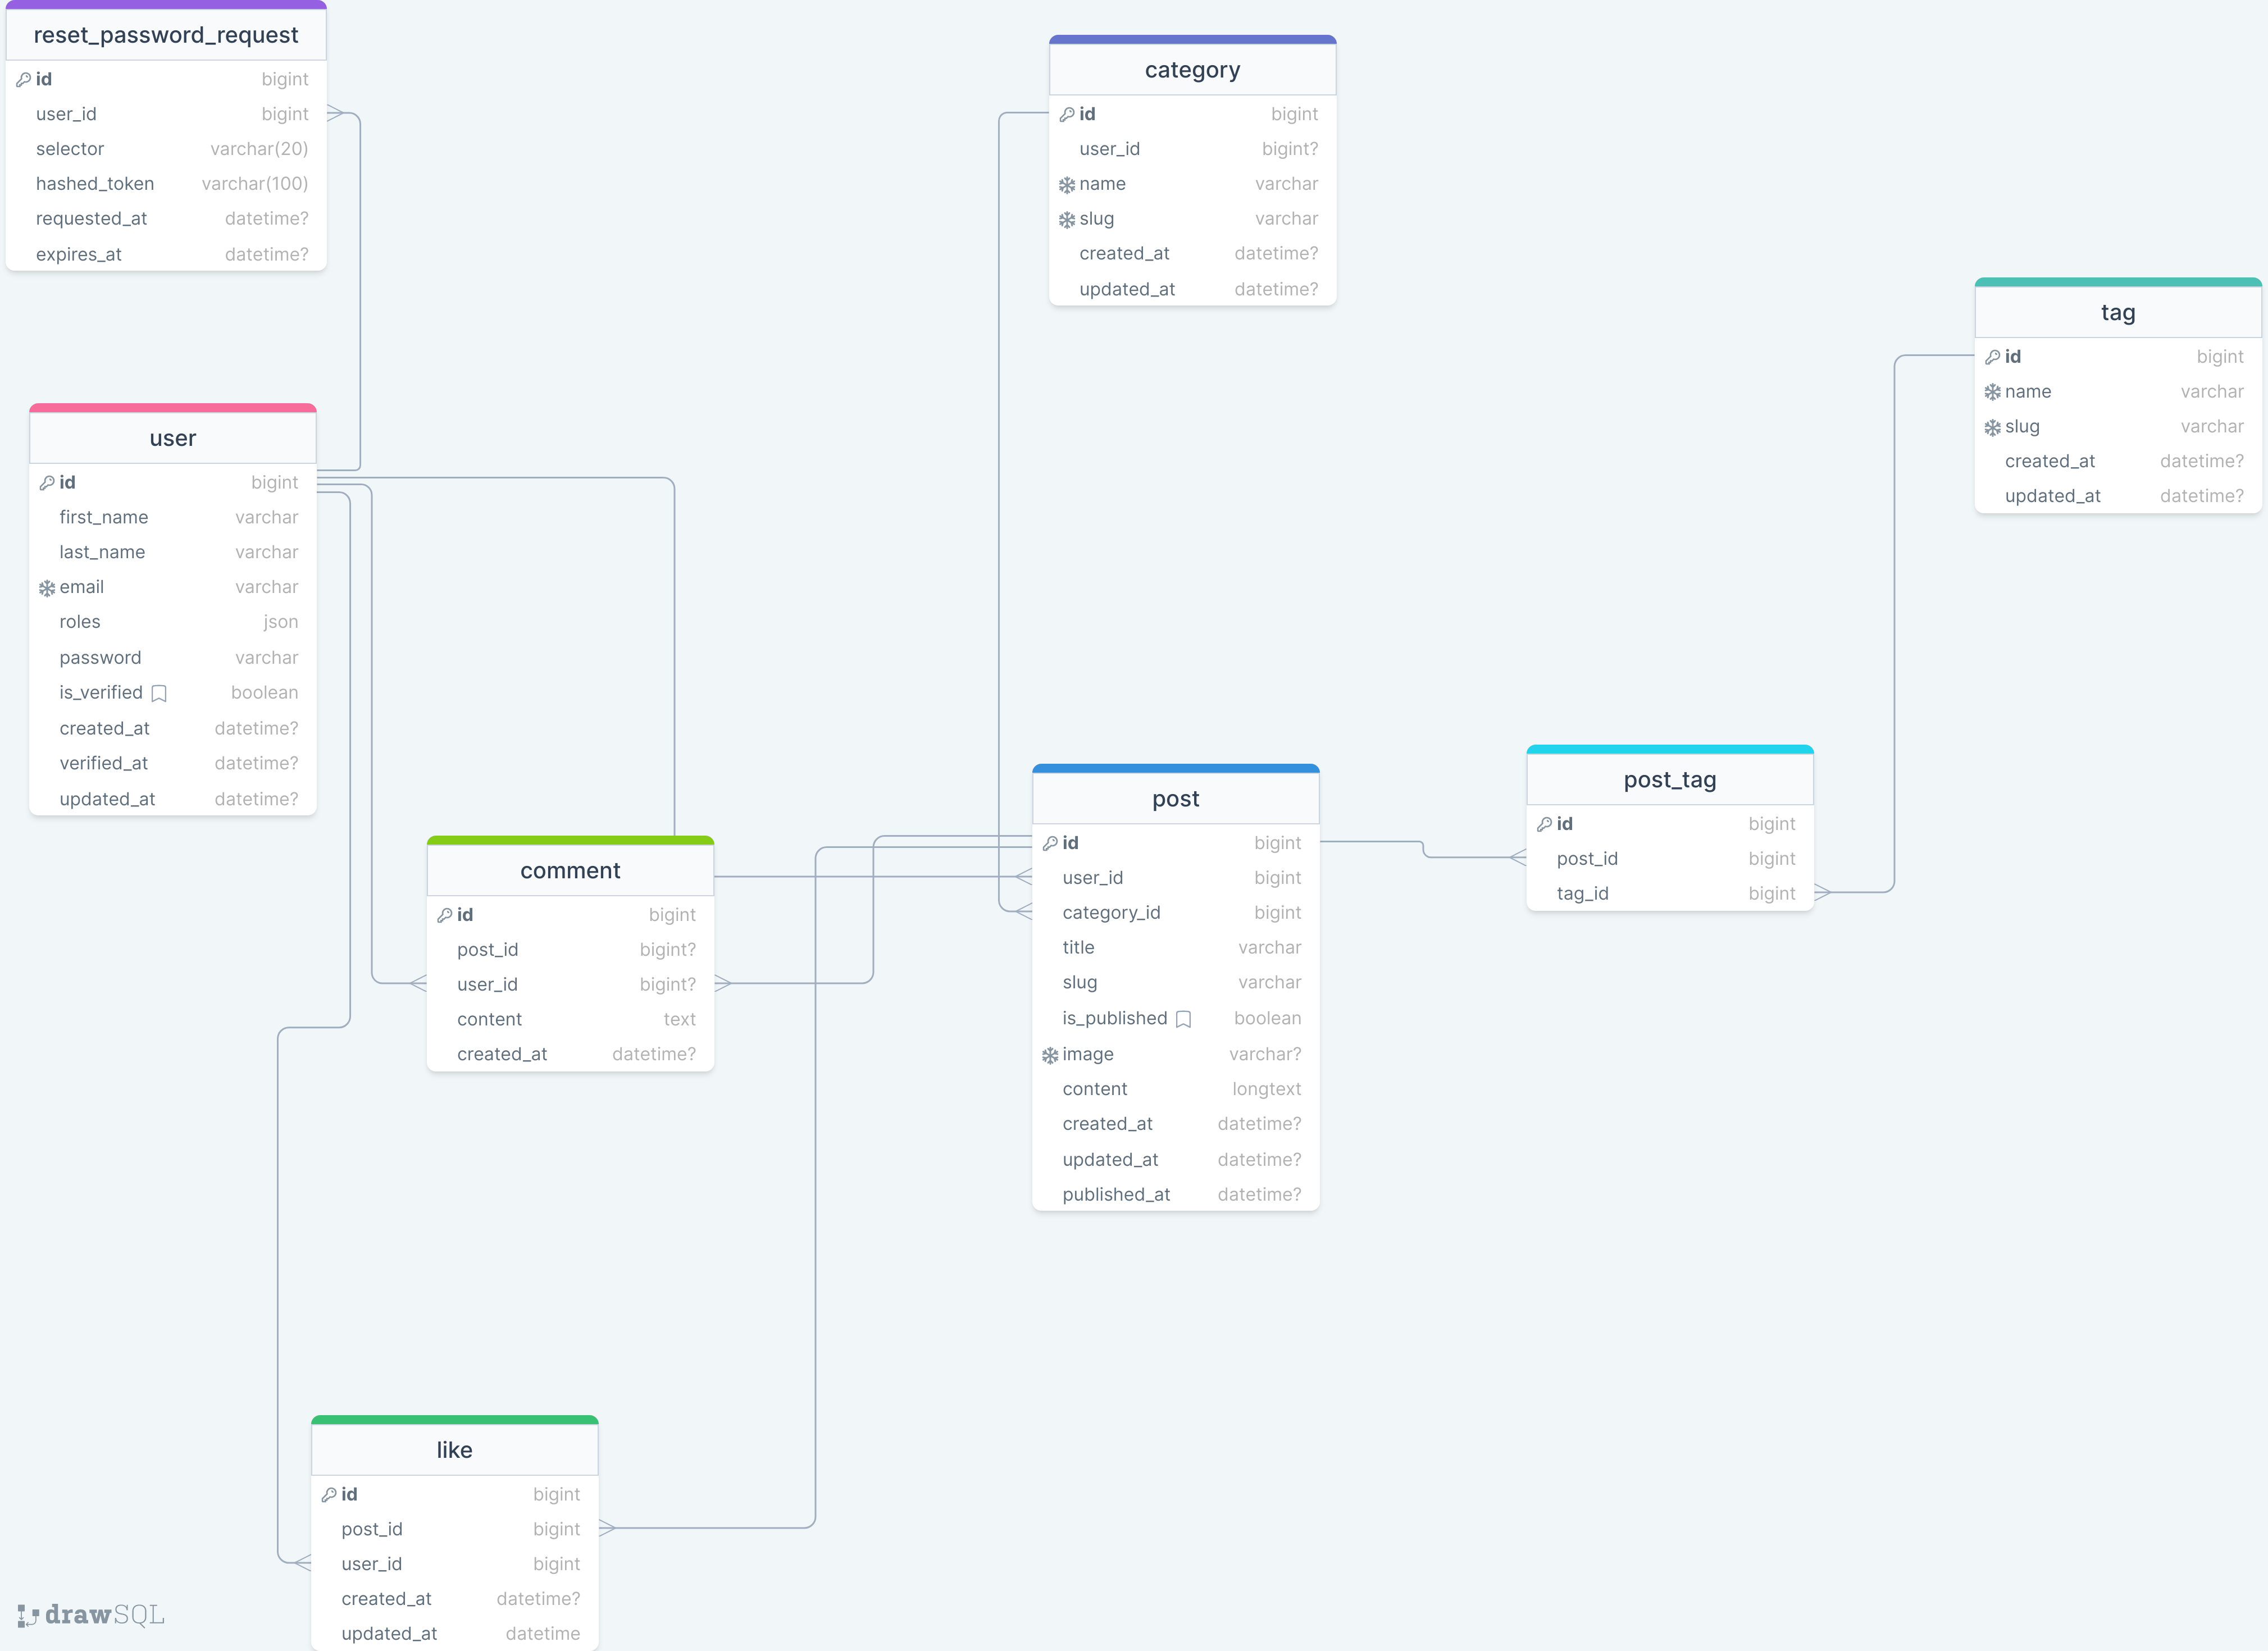 reset_password_request
id bigint
user_id bigint
selector varchar(20)
hashed_token varchar(100)
requested_at datetime?
expires_at datetime?
category
id bigint
user_id bigint?
name varchar
slug varchar
created_at datetime?
updated_at datetime?
tag
id bigint
name varchar
slug varchar
created_at datetime?
updated_at datetime?
user
id bigint
first_name varchar
last_name varchar
email varchar
roles json
password varchar
is_verified boolean
created_at datetime?
verified_at datetime?
updated_at datetime?
comment
id bigint
post_id bigint?
user_id bigint?
content text
created_at datetime?
post
id bigint
user_id bigint
category_id bigint
title varchar
slug varchar
is_published boolean
image varchar?
content longtext
created_at datetime?
updated_at datetime?
published_at datetime?
post_tag
id bigint
post_id bigint
tag_id bigint
like
id bigint
post_id bigint
user_id bigint
created_at datetime?
updated_at datetime
drawSQL